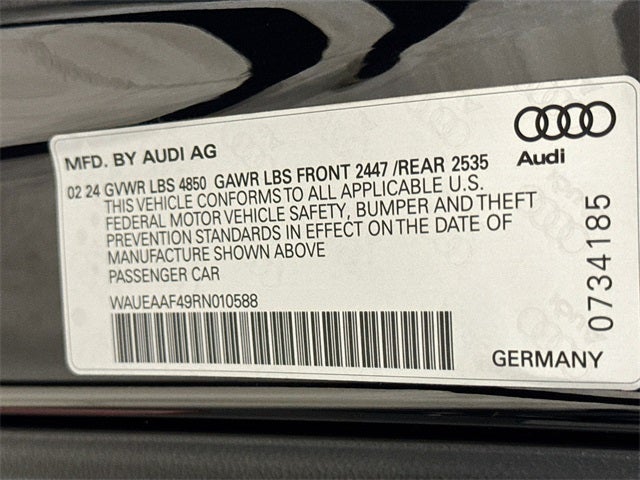 MFD. BY AUDI AG
Audi
02 24 GVWR LBS 4850 GAWR LBS FRONT 2447 /REAR 2535
THIS VEHICLE CONFORMS TO ALL APPLICABLE U.S.
FEDERAL MOTOR VEHICLE SAFETY, BUMPER AND THEFT
PREVENTION STANDARDS IN EFFECT ON THE DATE OF
MANUFACTURE SHOWN ABOVE
PASSENGER CAR
WAUEAAF49RN010588
GERMANY
0734185